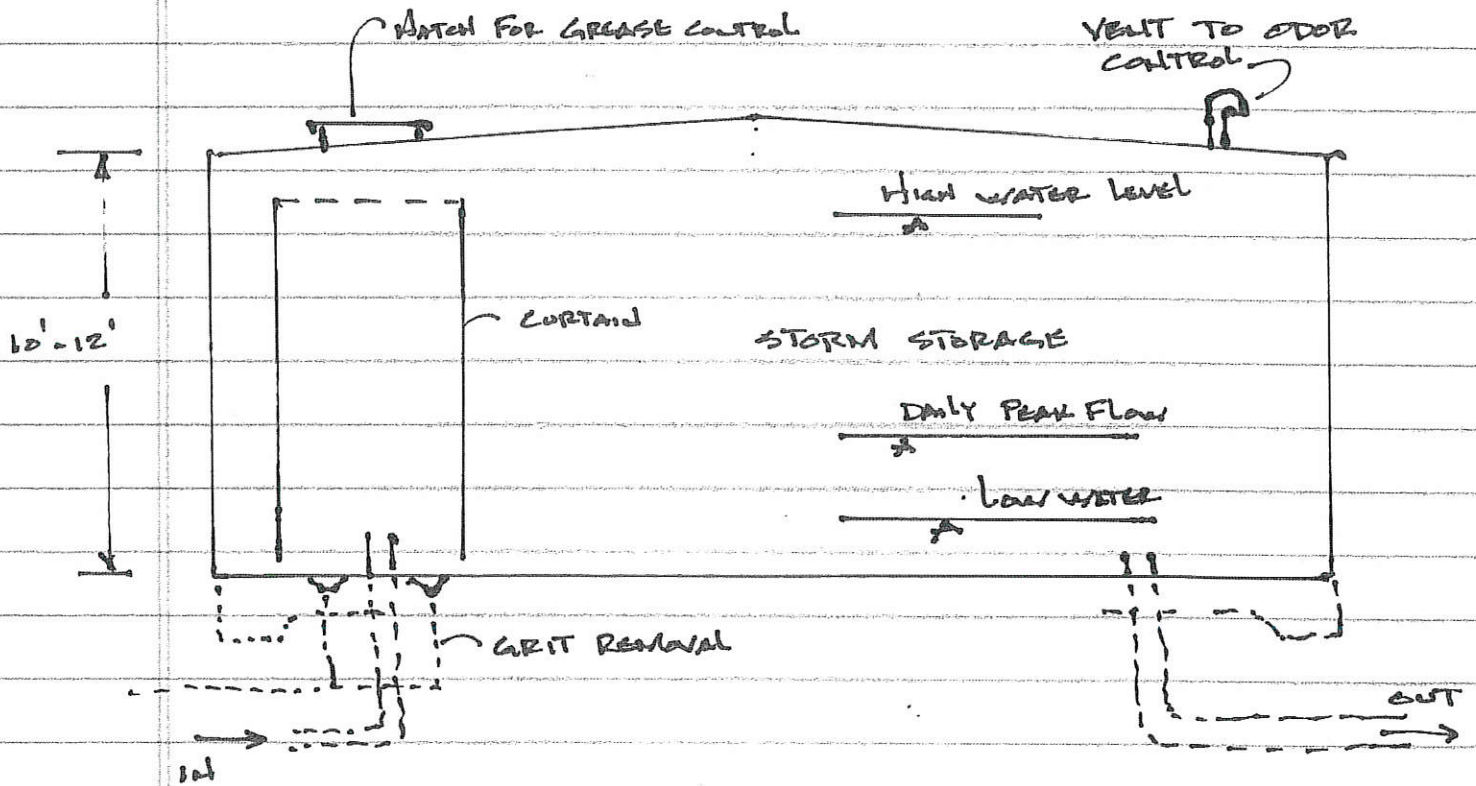 HATCH FOR GREASE CONTROL
VENT TO ODOR
CONTROL
HIGH WATER LEVEL
CURTAIN
10'-12'
STORM STORAGE
DAILY PEAK FLOW
LOW WATER
GRIT REMOVAL
OUT
IN